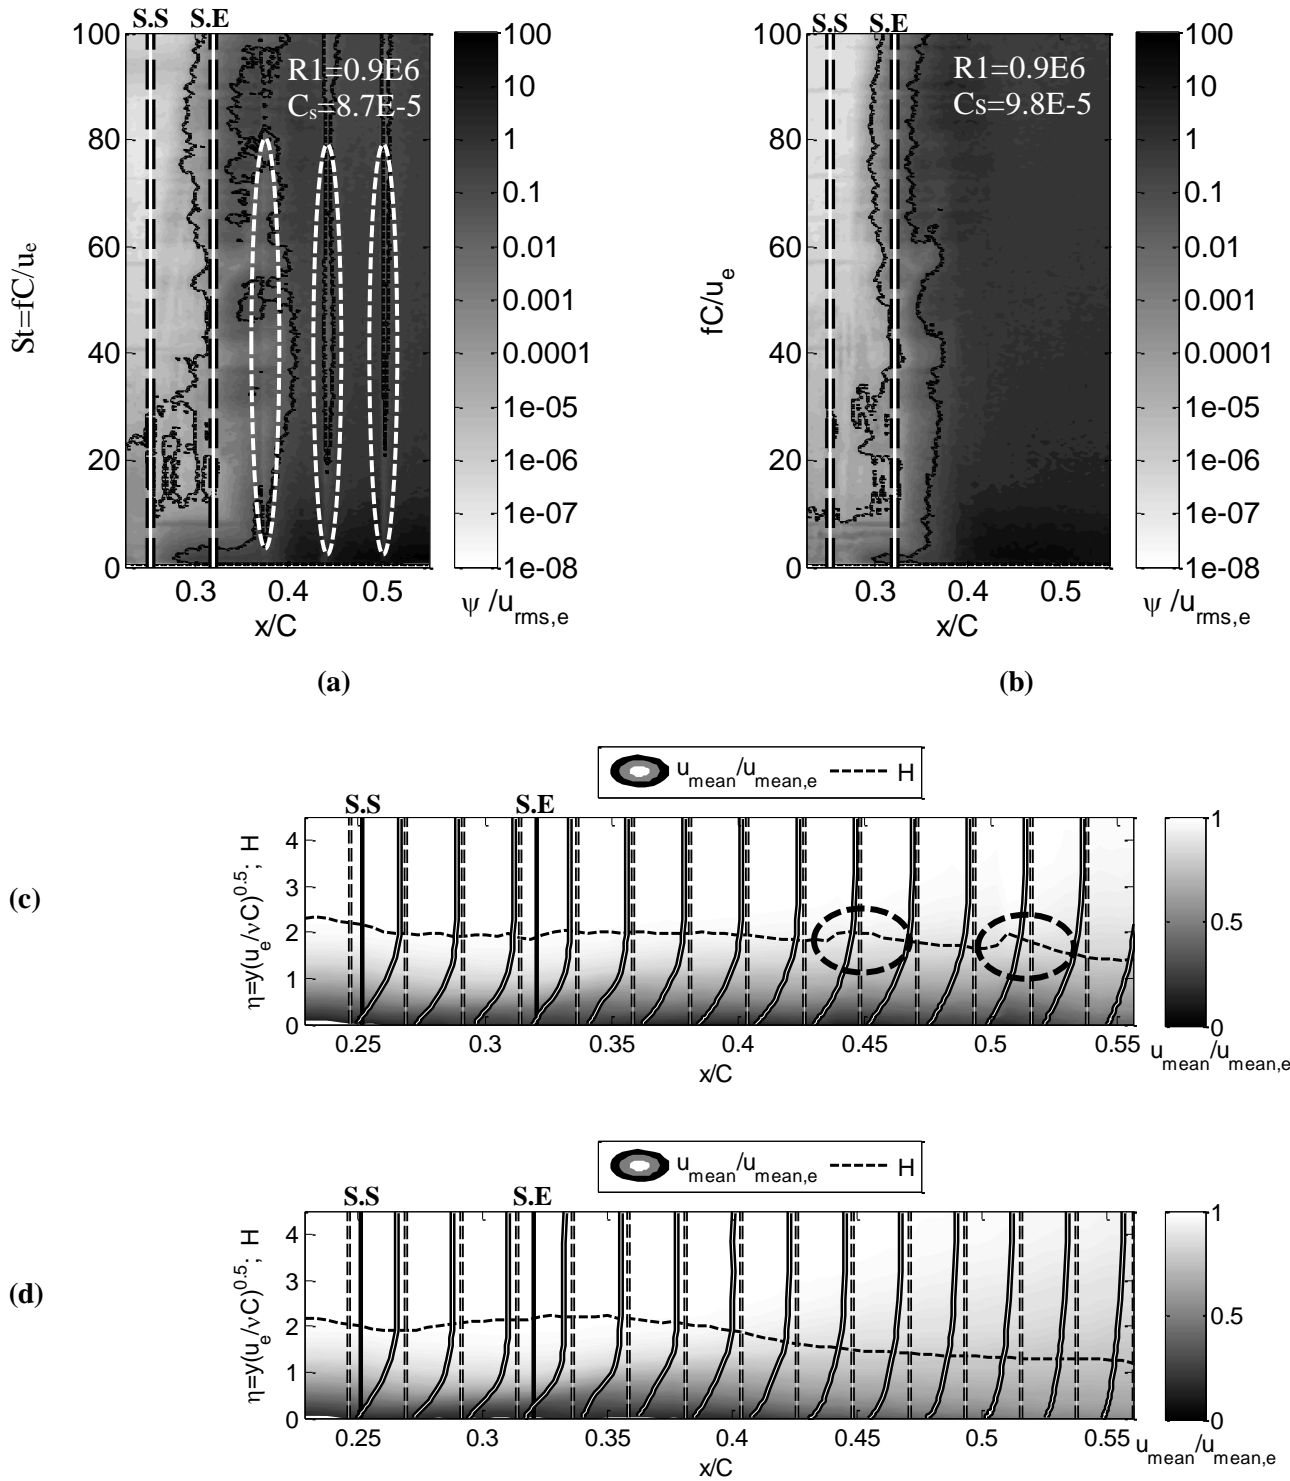 S.S S.E
100
80
60
40
20
0
St=fC/u_e
R1=0.9E6
C_s=8.7E-5
0.3 0.4 0.5
x/C
100
10
1
0.1
0.01
0.001
0.0001
1e-05
1e-06
1e-07
1e-08
ψ /u_rms,e
(a)
S.S S.E
100
80
60
40
20
0
fC/u_e
R1=0.9E6
Cs=9.8E-5
0.3 0.4 0.5
x/C
100
10
1
0.1
0.01
0.001
0.0001
1e-05
1e-06
1e-07
1e-08
ψ /u_rms,e
(b)
u_mean/u_mean,e H
(c)
S.S S.E
η=y(u_e/νC)^0.5; H
4
3
2
1
0
0.25 0.3 0.35 0.4 0.45 0.5 0.55
x/C
1
0.5
0
u_mean/u_mean,e
u_mean/u_mean,e H
(d)
S.S S.E
η=y(u_e/νC)^0.5; H
4
3
2
1
0
0.25 0.3 0.35 0.4 0.45 0.5 0.55
x/C
1
0.5
0
u_mean/u_mean,e